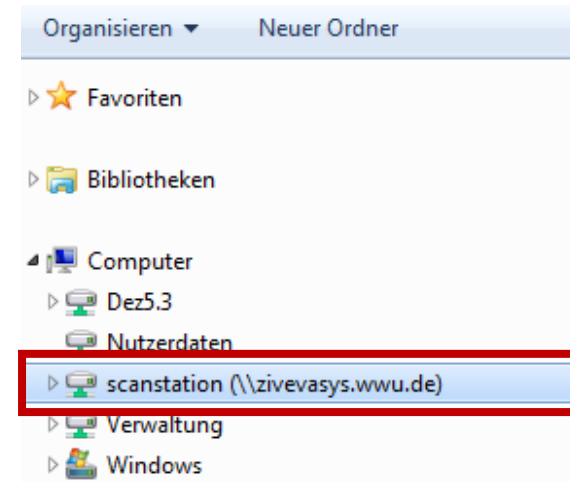 Organisieren Neuer Ordner
Favoriten
Bibliotheken
Computer
Dez5.3
Nutzerdaten
scanstation (\\zivevasys.wwu.de)
Verwaltung
Windows